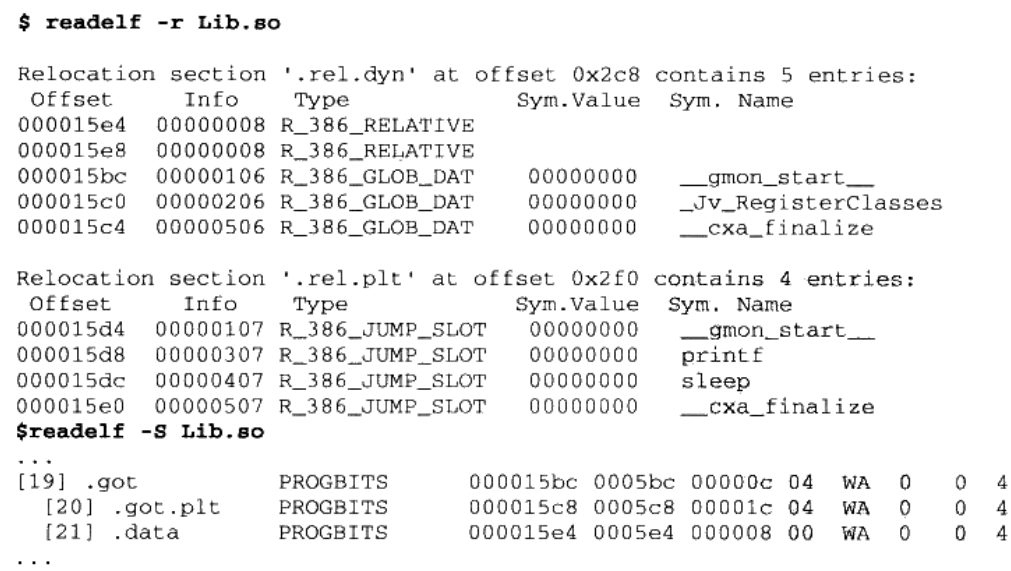 $ readelf -r Lib.so
Relocation section '.rel.dyn' at offset 0x2c8 contains 5 entries:
Offset Info Type Sym.Value Sym. Name
000015e4 00000008 R_386_RELATIVE
000015e8 00000008 R_386_RELATIVE
000015bc 00000106 R_386_GLOB_DAT 00000000 __gmon_start__
000015c0 00000206 R_386_GLOB_DAT 00000000 _Jv_RegisterClasses
000015c4 00000506 R_386_GLOB_DAT 00000000 __cxa_finalize
Relocation section '.rel.plt' at offset 0x2f0 contains 4 entries:
Offset Info Type Sym.Value Sym. Name
000015d4 00000107 R_386_JUMP_SLOT 00000000 __gmon_start__
000015d8 00000307 R_386_JUMP_SLOT 00000000 printf
000015dc 00000407 R_386_JUMP_SLOT 00000000 sleep
000015e0 00000507 R_386_JUMP_SLOT 00000000 __cxa_finalize
$readelf -S Lib.so
...
[19] .got PROGBITS 000015bc 0005bc 00000c 04 WA 0 0 4
[20] .got.plt PROGBITS 000015c8 0005c8 00001c 04 WA 0 0 4
[21] .data PROGBITS 000015e4 0005e4 000008 00 WA 0 0 4
...